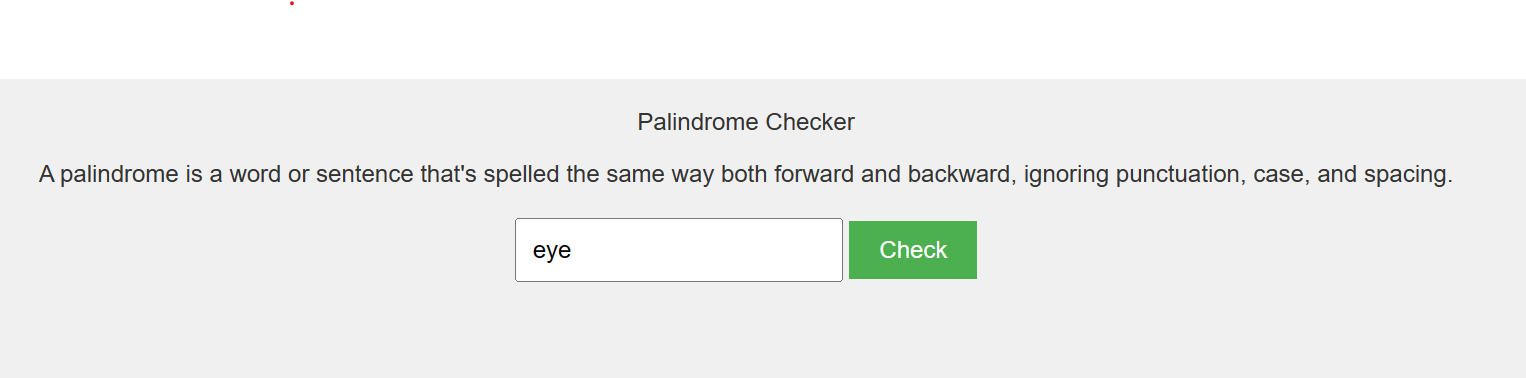 Palindrome Checker
A palindrome is a word or sentence that's spelled the same way both forward and backward, ignoring punctuation, case, and spacing.
eye
Check